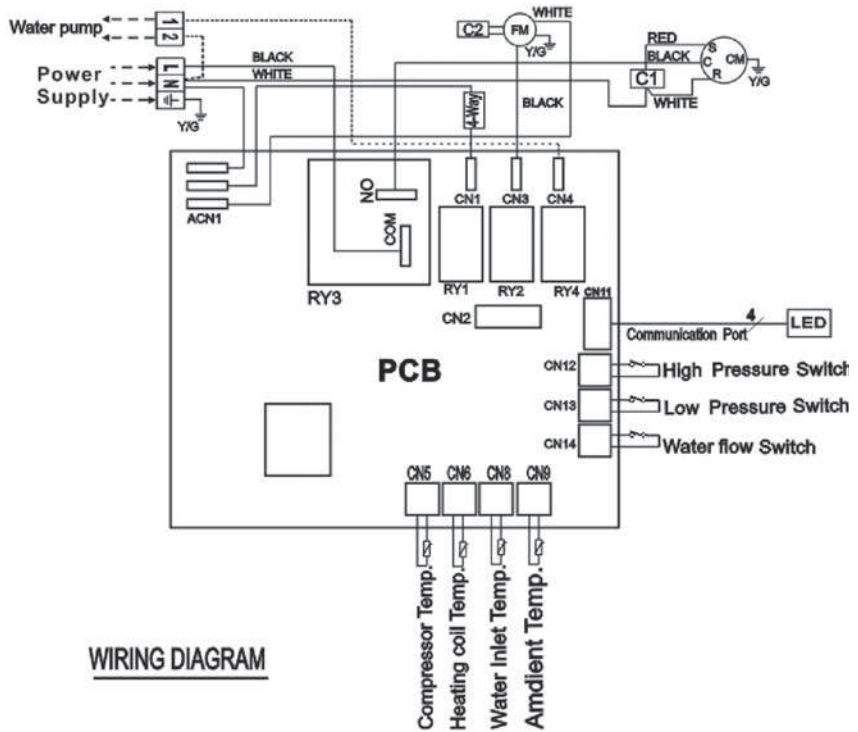 Water pump
1
2
Power
Supply
L
N
Y/G
BLACK
WHITE
C2
FM
WHITE
Y/G
BLACK
4-Way
RED
BLACK
C1
WHITE
S
C
R
CM
Y/G
ACN1
NO
COM
RY3
CN1
CN3
CN4
RY1
RY2
RY4
CN2
CN11
Communication Port
4
LED
PCB
CN12
High Pressure Switch
CN13
Low Pressure Switch
CN14
Water flow Switch
CN5
CN6
CN8
CN9
Compressor Temp.
Heating coil Temp.
Water Inlet Temp.
Amdient Temp.
WIRING DIAGRAM